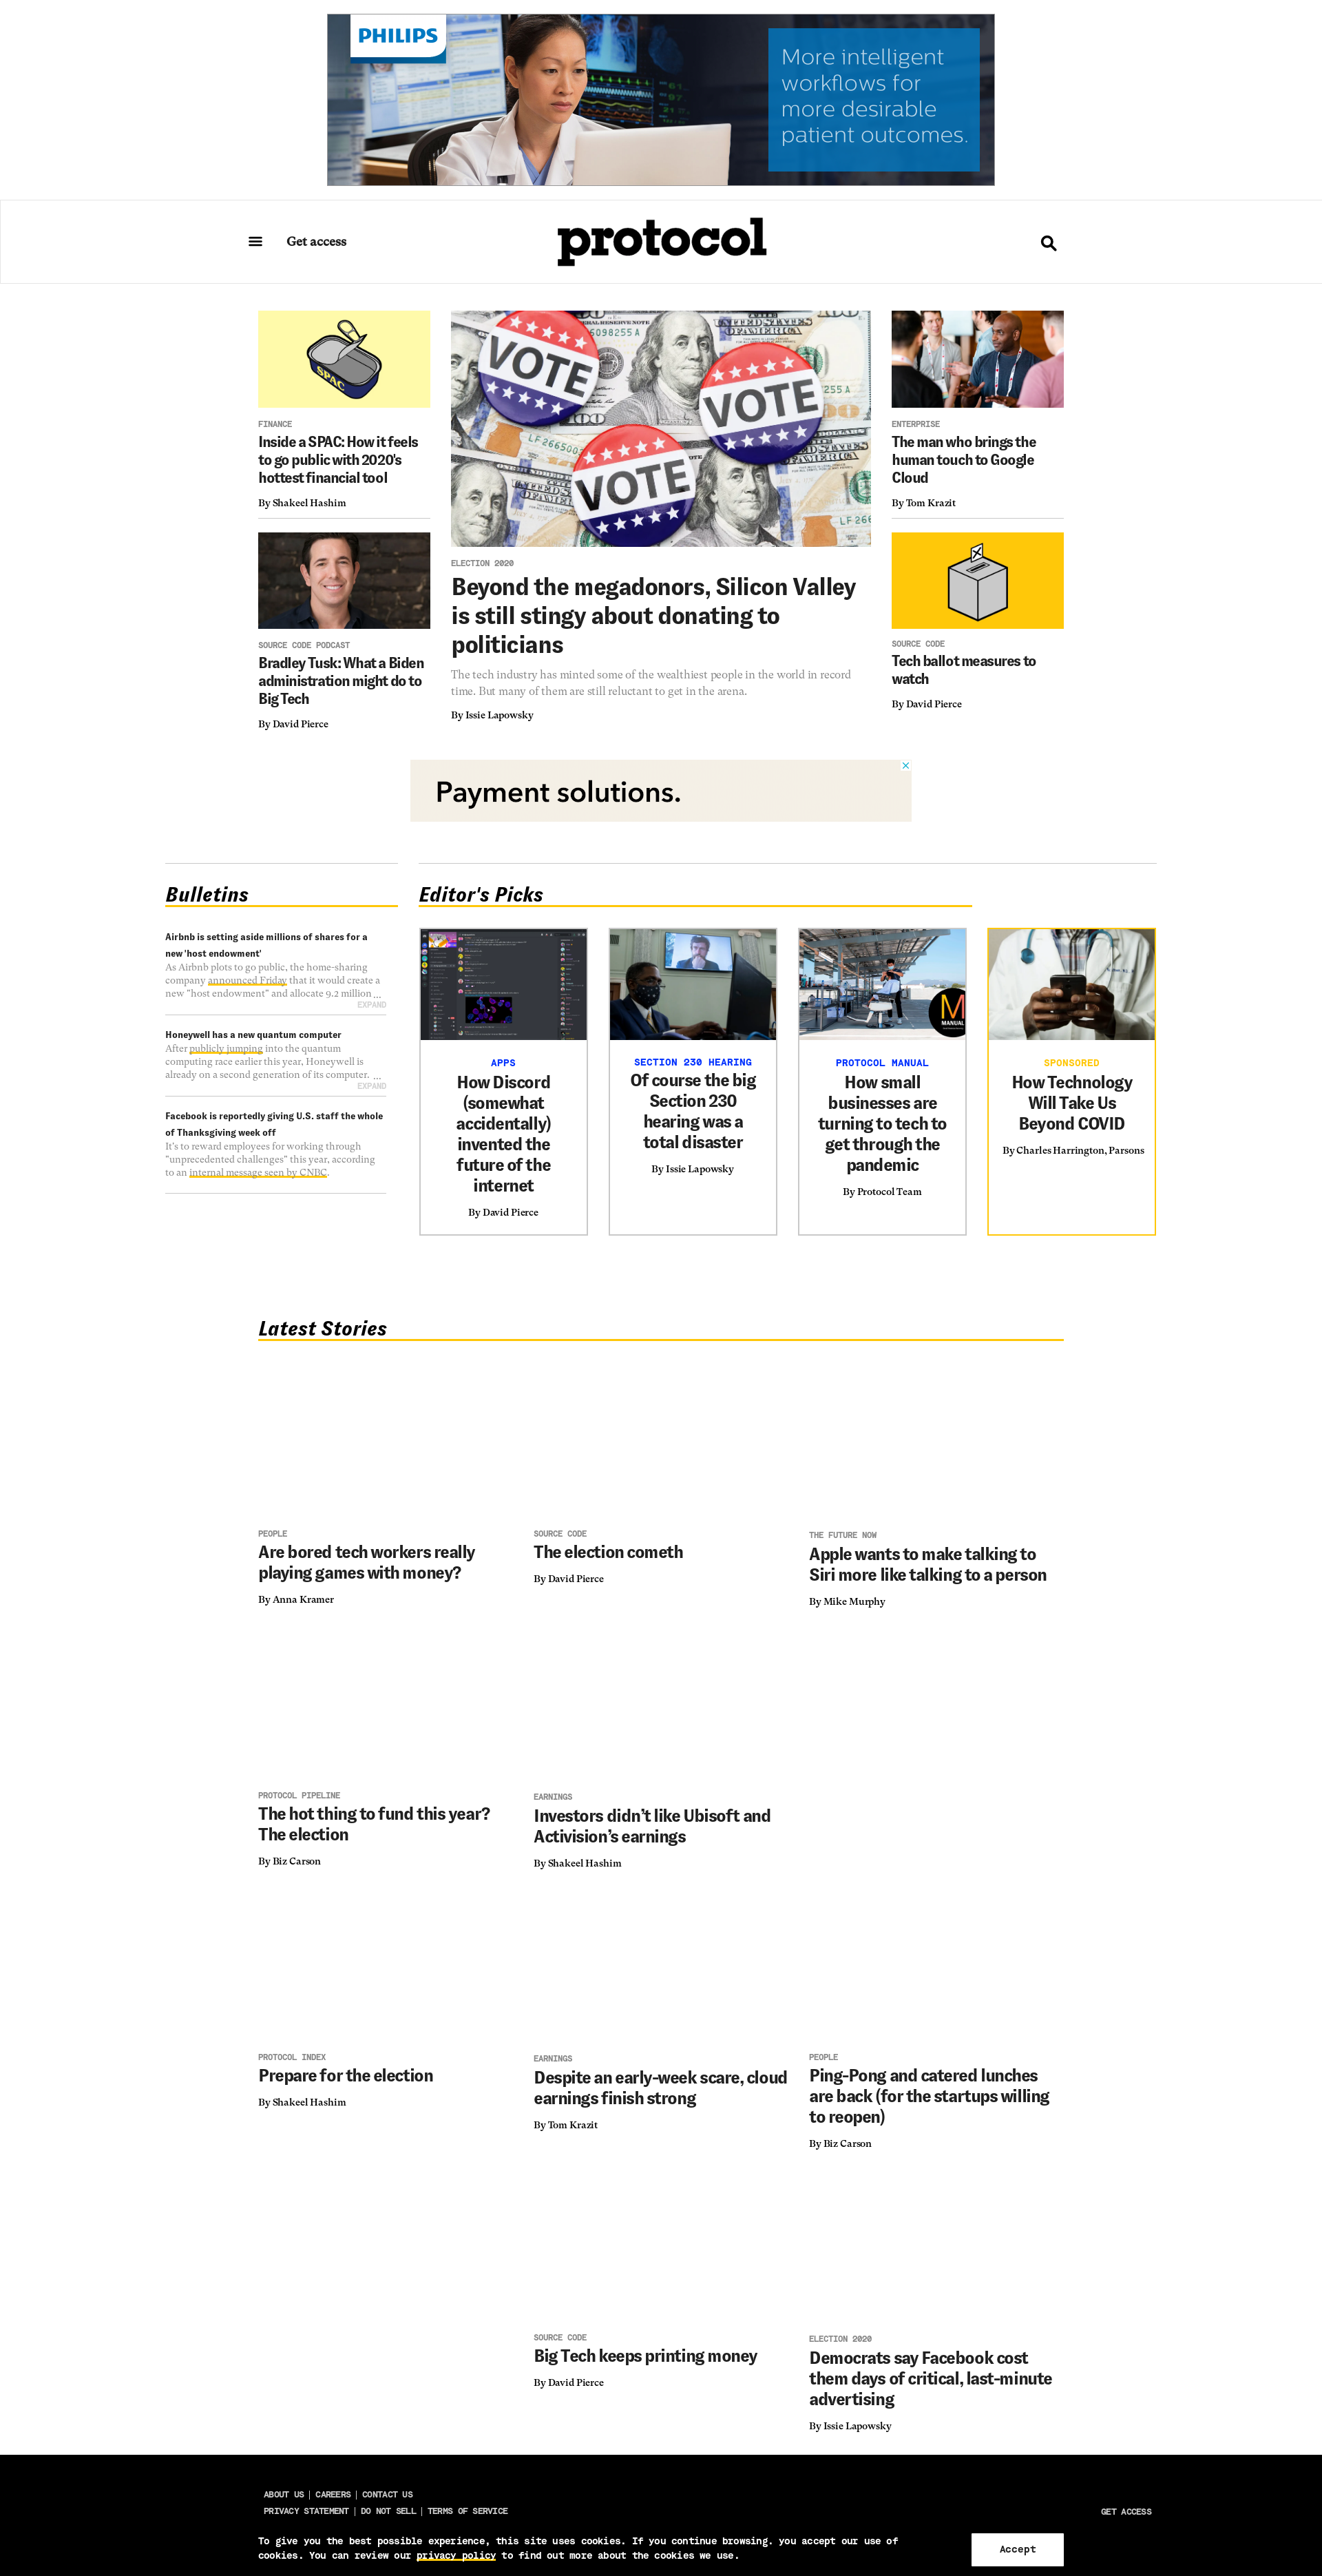 PHILIPS
More intelligent
workflows for
more desirable
patient outcomes.
Get access
protocol
SPAC
FINANCE
Inside a SPAC: How it feels
to go public with 2020's
hottest financial tool
By Shakeel Hashim
SOURCE CODE PODCAST
Bradley Tusk: What a Biden
administration might do to
Big Tech
By David Pierce
VOTE
VOTE
VOTE
ELECTION 2020
Beyond the megadonors, Silicon Valley
is still stingy about donating to
politicians
The tech industry has minted some of the wealthiest people in the world in record
time. But many of them are still reluctant to get in the arena.
By Issie Lapowsky
ENTERPRISE
The man who brings the
human touch to Google
Cloud
By Tom Krazit
SOURCE CODE
Tech ballot measures to
watch
By David Pierce
Payment solutions.
Bulletins
Airbnb is setting aside millions of shares for a
new 'host endowment'
As Airbnb plots to go public, the home-sharing
company announced Friday that it would create a
new "host endowment" and allocate 9.2 million ...
EXPAND
Honeywell has a new quantum computer
After publicly jumping into the quantum
computing race earlier this year, Honeywell is
already on a second generation of its computer. ...
EXPAND
Facebook is reportedly giving U.S. staff the whole
of Thanksgiving week off
It's to reward employees for working through
"unprecedented challenges" this year, according
to an internal message seen by CNBC.
Editor's Picks
APPS
How Discord
(somewhat
accidentally)
invented the
future of the
internet
By David Pierce
SECTION 230 HEARING
Of course the big
Section 230
hearing was a
total disaster
By Issie Lapowsky
MANUAL
PROTOCOL MANUAL
How small
businesses are
turning to tech to
get through the
pandemic
By Protocol Team
SPONSORED
How Technology
Will Take Us
Beyond COVID
By Charles Harrington, Parsons
Latest Stories
PEOPLE
Are bored tech workers really
playing games with money?
By Anna Kramer
SOURCE CODE
The election cometh
By David Pierce
THE FUTURE NOW
Apple wants to make talking to
Siri more like talking to a person
By Mike Murphy
PROTOCOL PIPELINE
The hot thing to fund this year?
The election
By Biz Carson
EARNINGS
Investors didn’t like Ubisoft and
Activision’s earnings
By Shakeel Hashim
PROTOCOL INDEX
Prepare for the election
By Shakeel Hashim
EARNINGS
Despite an early-week scare, cloud
earnings finish strong
By Tom Krazit
PEOPLE
Ping-Pong and catered lunches
are back (for the startups willing
to reopen)
By Biz Carson
SOURCE CODE
Big Tech keeps printing money
By David Pierce
ELECTION 2020
Democrats say Facebook cost
them days of critical, last-minute
advertising
By Issie Lapowsky
ABOUT US | CAREERS | CONTACT US
PRIVACY STATEMENT | DO NOT SELL | TERMS OF SERVICE
GET ACCESS
To give you the best possible experience, this site uses cookies. If you continue browsing. you accept our use of
cookies. You can review our privacy policy to find out more about the cookies we use.
Accept